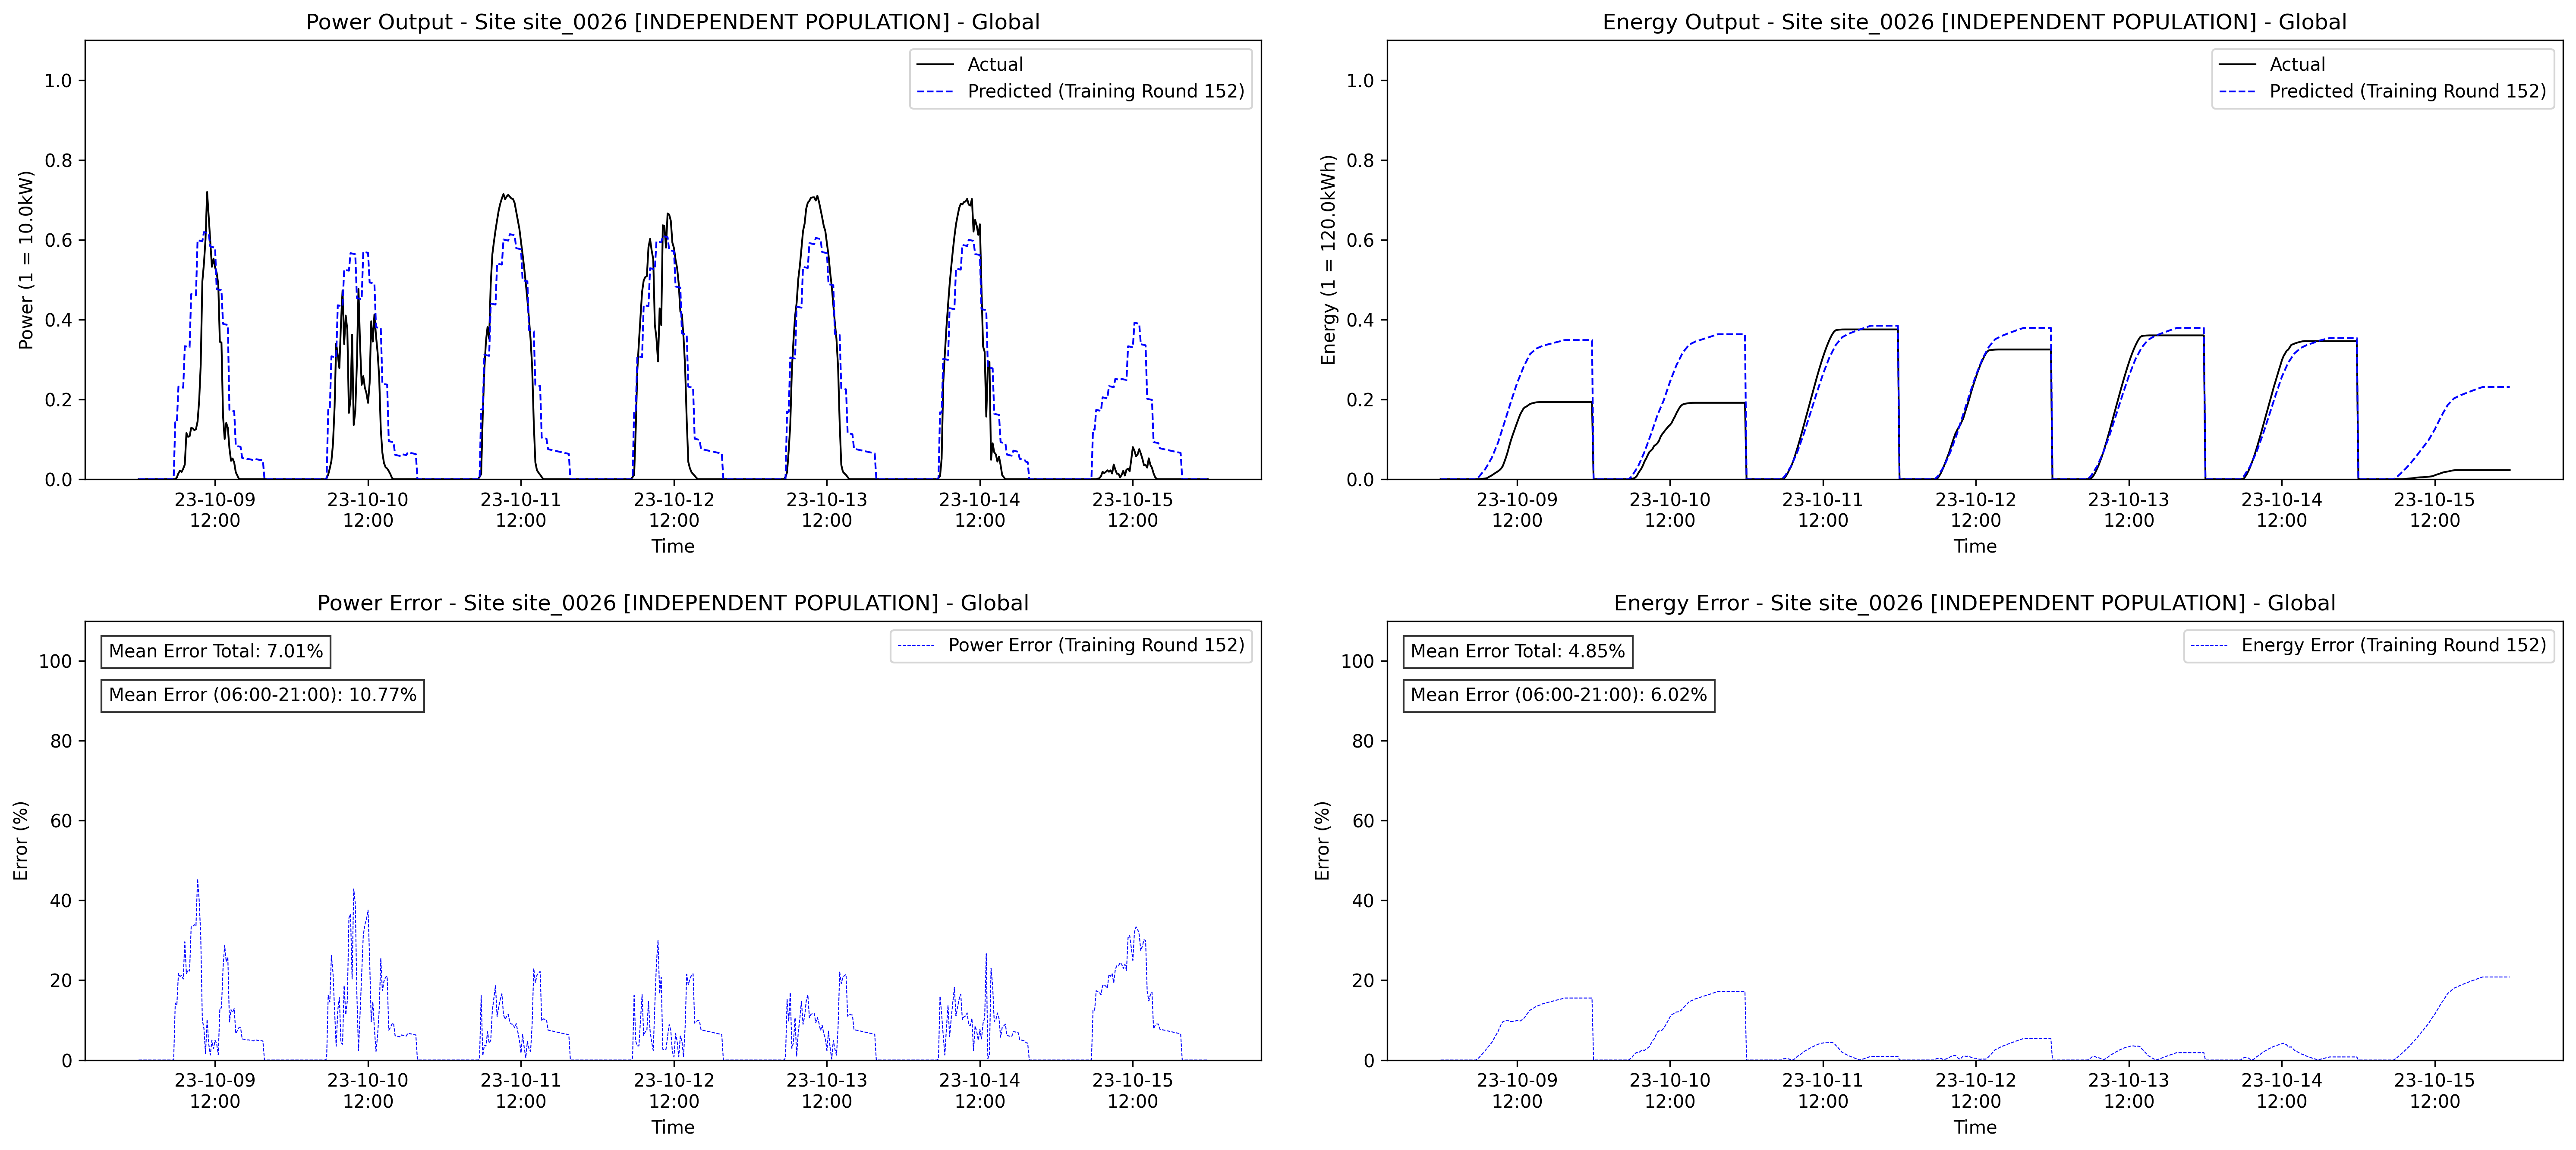 Power Output - Site site_0026 [INDEPENDENT POPULATION] - Global
Power (1 = 10.0kW)
1.0
0.8
0.6
0.4
0.2
0.0
Actual
Predicted (Training Round 152)
23-10-09 23-10-10 23-10-11 23-10-12 23-10-13 23-10-14 23-10-15
12:00 12:00 12:00 12:00 12:00 12:00 12:00
Time
Energy Output - Site site_0026 [INDEPENDENT POPULATION] - Global
Energy (1 = 120.0kWh)
1.0
0.8
0.6
0.4
0.2
0.0
Actual
Predicted (Training Round 152)
23-10-09 23-10-10 23-10-11 23-10-12 23-10-13 23-10-14 23-10-15
12:00 12:00 12:00 12:00 12:00 12:00 12:00
Time
Power Error - Site site_0026 [INDEPENDENT POPULATION] - Global
Error (%)
100
80
60
40
20
0
Mean Error Total: 7.01%
Mean Error (06:00-21:00): 10.77%
Power Error (Training Round 152)
23-10-09 23-10-10 23-10-11 23-10-12 23-10-13 23-10-14 23-10-15
12:00 12:00 12:00 12:00 12:00 12:00 12:00
Time
Energy Error - Site site_0026 [INDEPENDENT POPULATION] - Global
Error (%)
100
80
60
40
20
0
Mean Error Total: 4.85%
Mean Error (06:00-21:00): 6.02%
Energy Error (Training Round 152)
23-10-09 23-10-10 23-10-11 23-10-12 23-10-13 23-10-14 23-10-15
12:00 12:00 12:00 12:00 12:00 12:00 12:00
Time